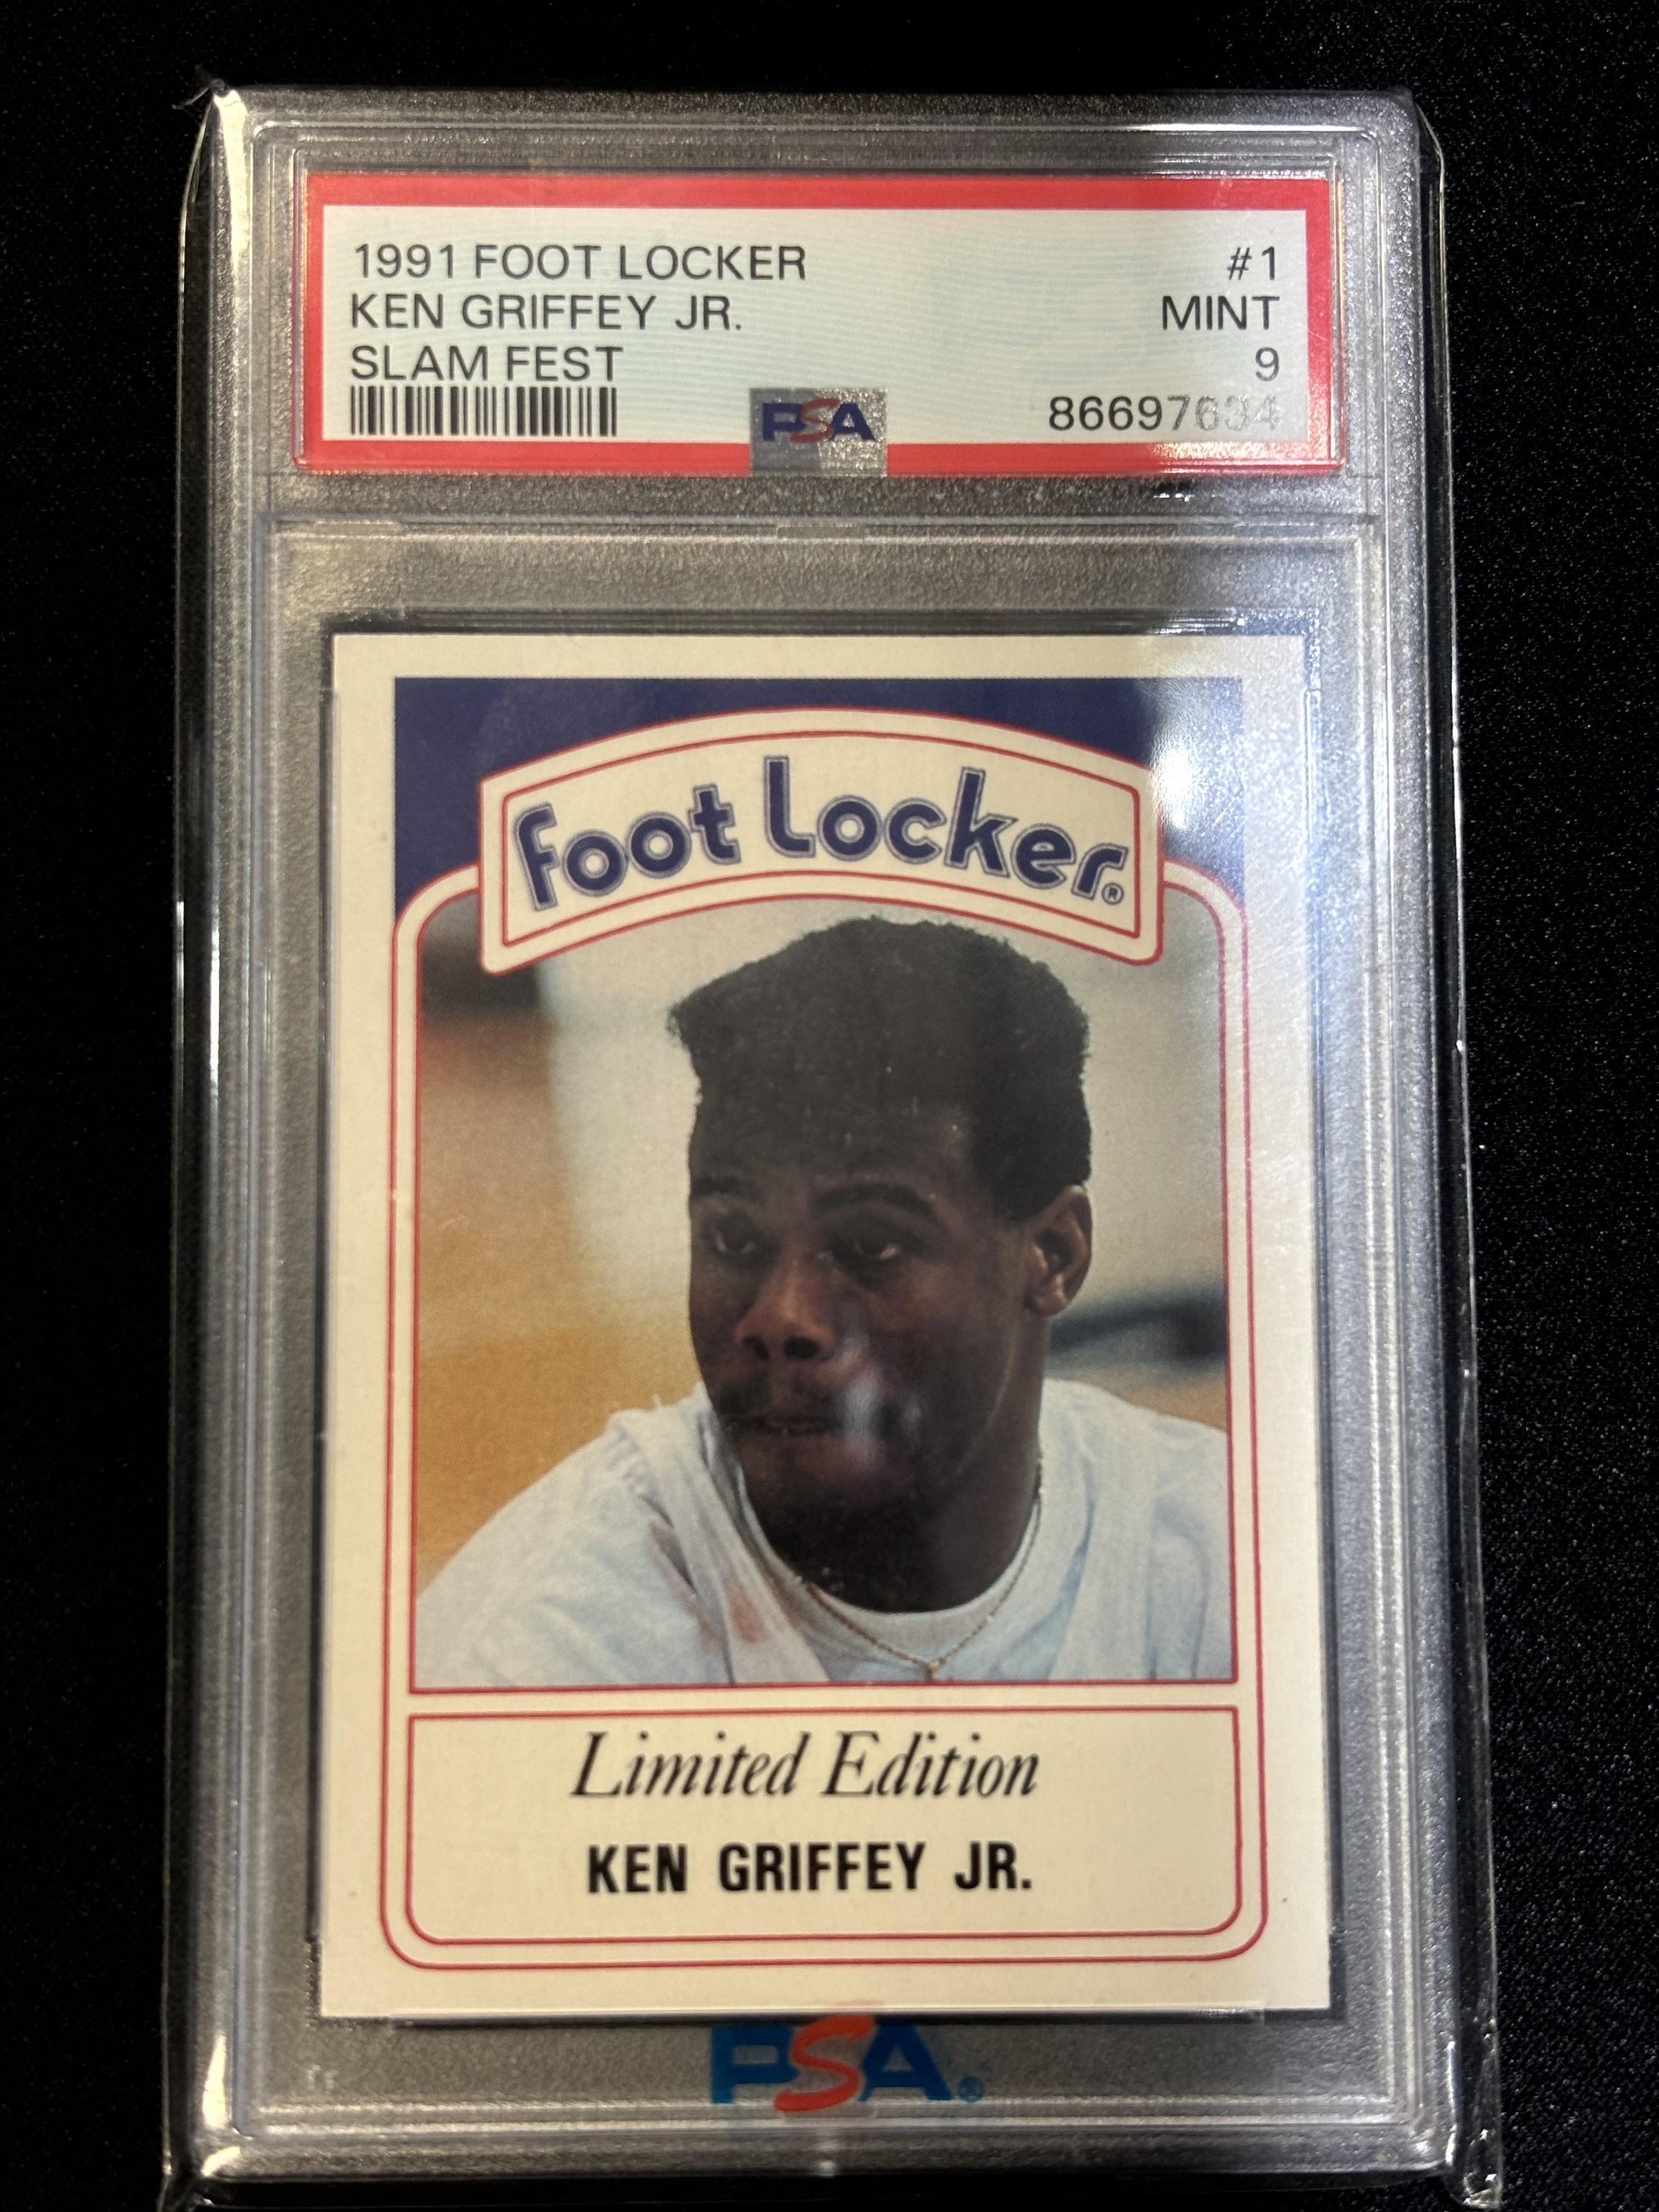 1991 FOOT LOCKER #1
KEN GRIFFEY JR. MINT
SLAM FEST 9
PSA 86697634
foot Locker®
Limited Edition
KEN GRIFFEY JR.
PSA®